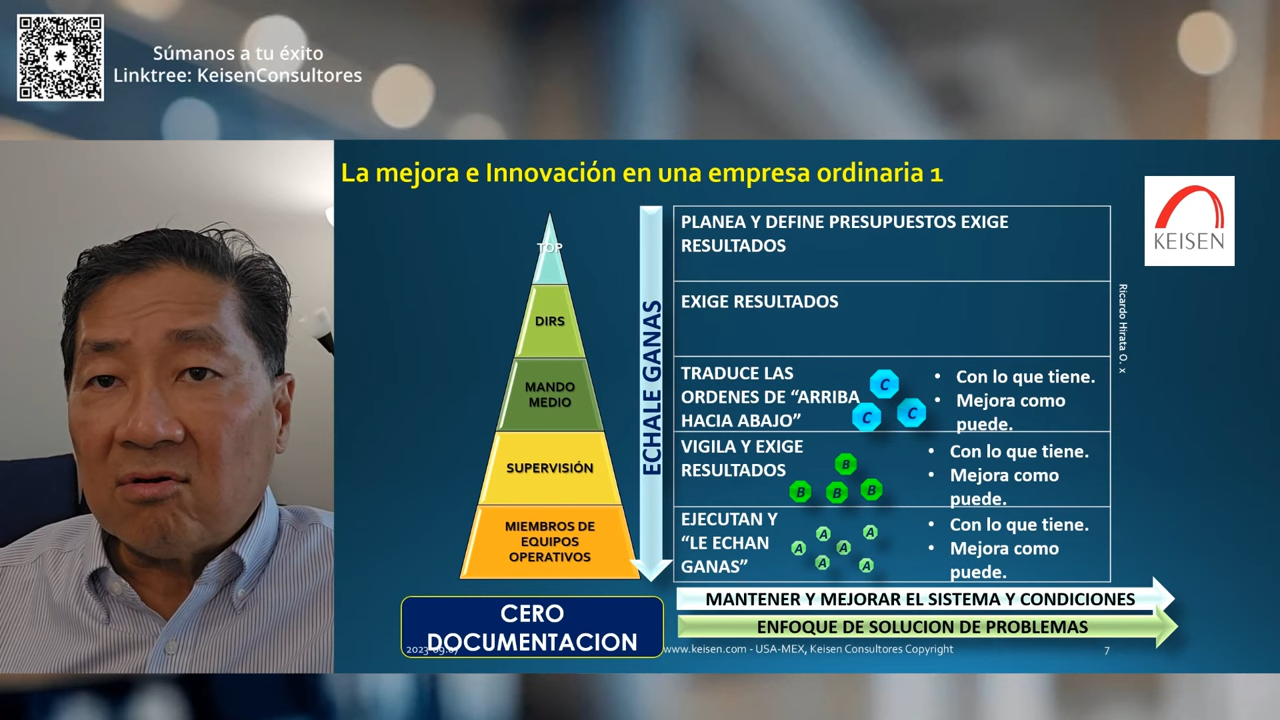 Súmanos a tu éxito
Linktree: KeisenConsultores
La mejora e Innovación en una empresa ordinaria 1
KEISEN
TOP
DIRS
MANDO
MEDIO
SUPERVISIÓN
MIEMBROS DE
EQUIPOS
OPERATIVOS
ECHALE GANAS
PLANEA Y DEFINE PRESUPUESTOS EXIGE
RESULTADOS
EXIGE RESULTADOS
TRADUCE LAS
ORDENES DE “ARRIBA
HACIA ABAJO”
C
C
C
• Con lo que tiene.
• Mejora como
puede.
VIGILA Y EXIGE
RESULTADOS
B
B
B
B
• Con lo que tiene.
• Mejora como
puede.
EJECUTAN Y
“LE ECHAN
GANAS”
A
A
A
A
A
A
• Con lo que tiene.
• Mejora como
puede.
Ricardo Hirata O. x
CERO
DOCUMENTACION
MANTENER Y MEJORAR EL SISTEMA Y CONDICIONES
ENFOQUE DE SOLUCION DE PROBLEMAS
2023-09.07
www.keisen.com - USA-MEX, Keisen Consultores Copyright
7